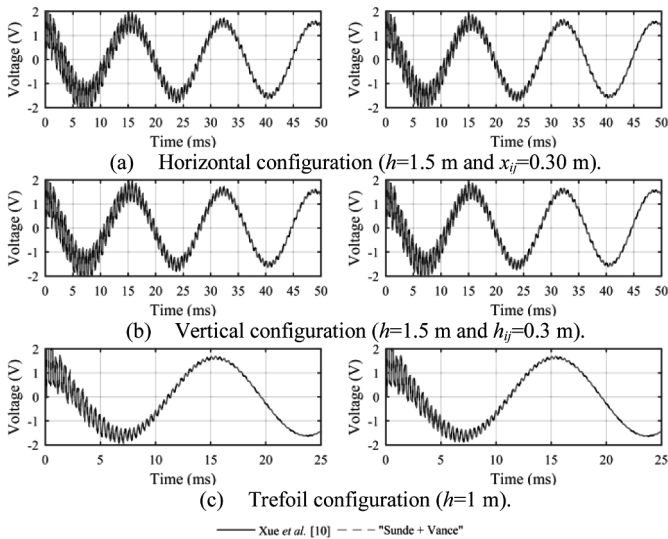 Voltage (V)
2
1
0
-1
-2
0 5 10 15 20 25 30 35 40 45 50
Time (ms)
Voltage (V)
2
1
0
-1
-2
0 5 10 15 20 25 30 35 40 45 50
Time (ms)
(a) Horizontal configuration (h=1.5 m and xij=0.30 m).
Voltage (V)
2
1
0
-1
-2
0 5 10 15 20 25 30 35 40 45 50
Time (ms)
Voltage (V)
2
1
0
-1
-2
0 5 10 15 20 25 30 35 40 45 50
Time (ms)
(b) Vertical configuration (h=1.5 m and hij=0.3 m).
Voltage (V)
2
1
0
-1
-2
0 5 10 15 20 25
Time (ms)
Voltage (V)
2
1
0
-1
-2
0 5 10 15 20 25
Time (ms)
(c) Trefoil configuration (h=1 m).
Xue et al. [10] "Sunde + Vance"